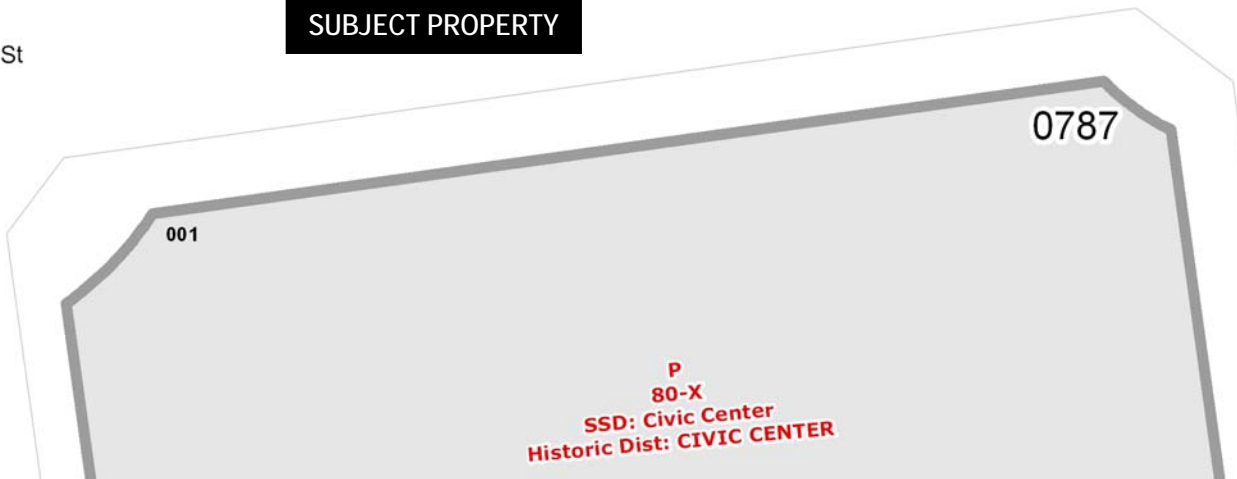 SUBJECT PROPERTY
St
0787
001
P
80-X
SSD: Civic Center
Historic Dist: CIVIC CENTER